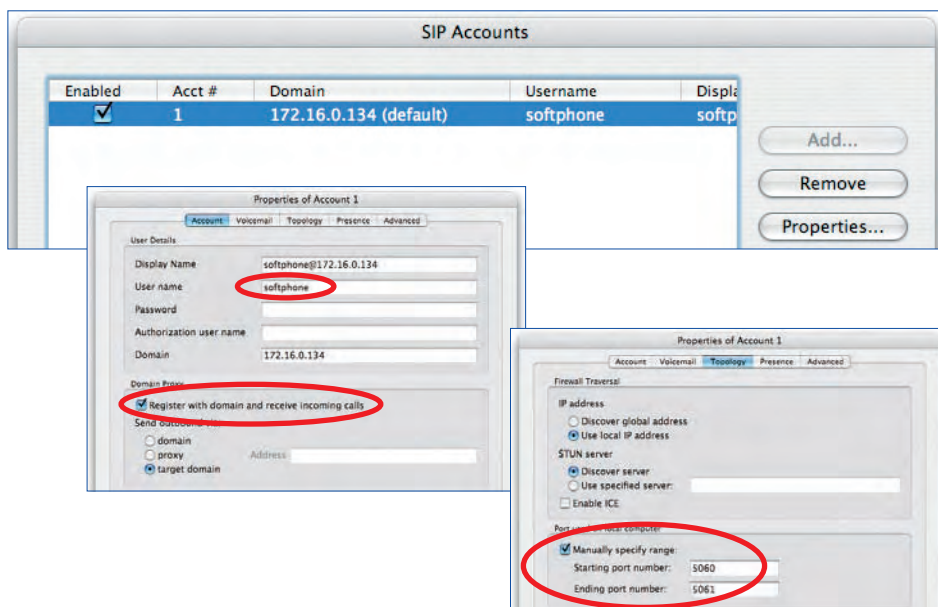 SIP Accounts
Enabled Acct # Domain Username Displa
1 172.16.0.134 (default) softphone softp
Add...
Remove
Properties...
Properties of Account 1
Account Voicemail Topology Presence Advanced
User Details
Display Name softphone@172.16.0.134
User name softphone
Password
Authorization user name
Domain 172.16.0.134
Domain Proxy
Register with domain and receive incoming calls
Send outbound via:
domain
proxy Address
target domain
Properties of Account 1
Account Voicemail Topology Presence Advanced
Firewall Traversal
IP address
Discover global address
Use local IP address
STUN server
Discover server
Use specified server:
Enable ICE
Port used on local computer
Manually specify range:
Starting port number: 5060
Ending port number: 5061